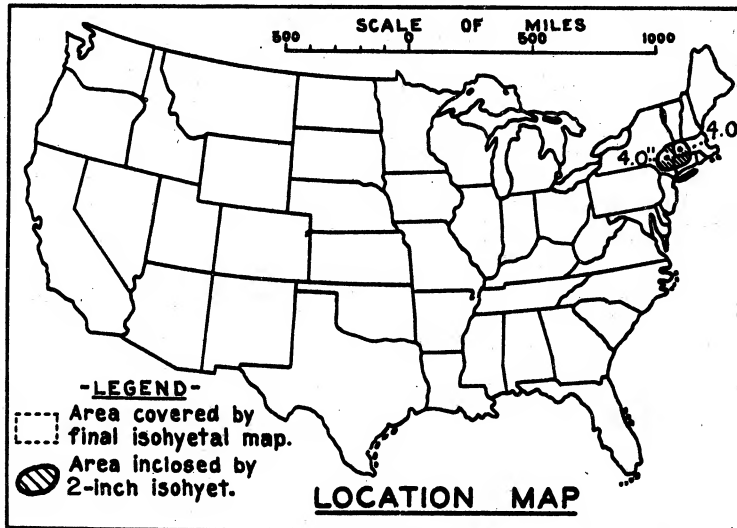 SCALE OF MILES
500 0 500 1000
4.0
4.0"
-LEGEND-
Area covered by
final isohyetal map.
Area inclosed by
2-inch isohyet.
LOCATION MAP